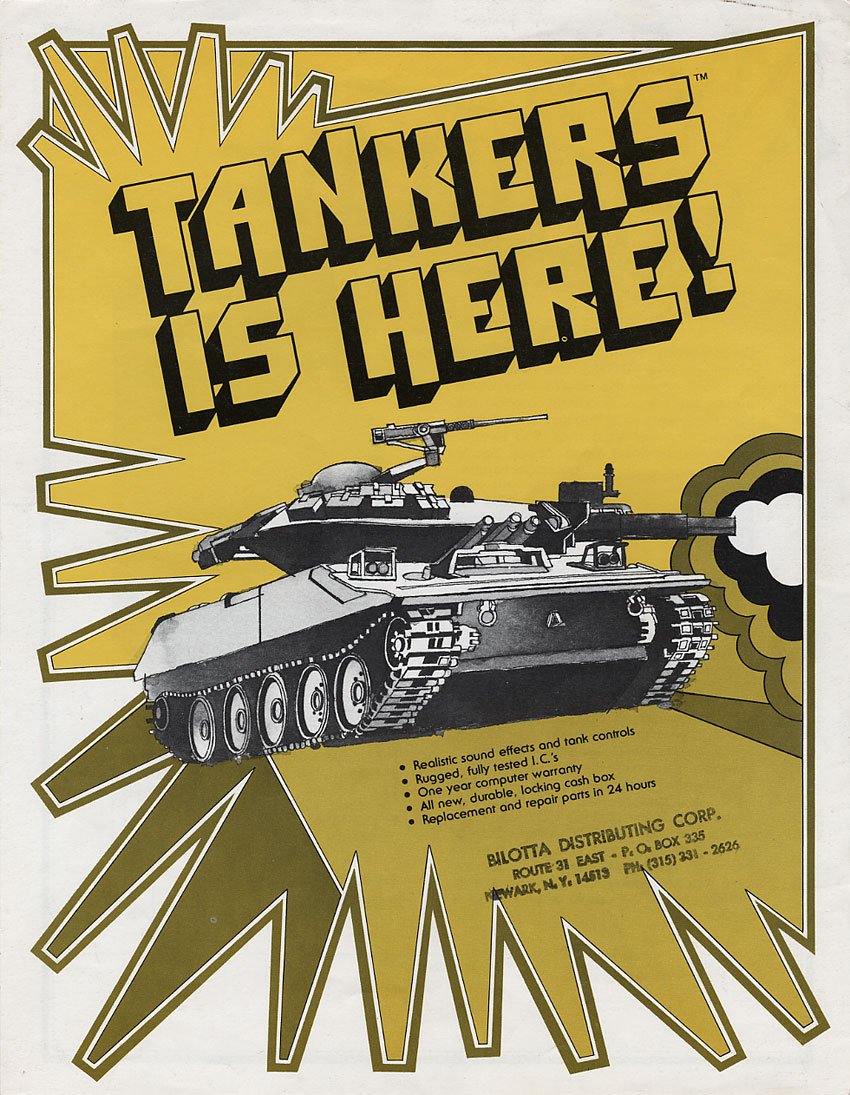 TANKERS™
IS HERE!
• Realistic sound effects and tank controls
• Rugged, fully tested I.C.'s
• One year computer warranty
• All new, durable, locking cash box
• Replacement and repair parts in 24 hours
BILOTTA DISTRIBUTING CORP.
ROUTE 31 EAST - P. O. BOX 335
NEWARK, N. Y. 14513 PH. (315) 331 - 2626